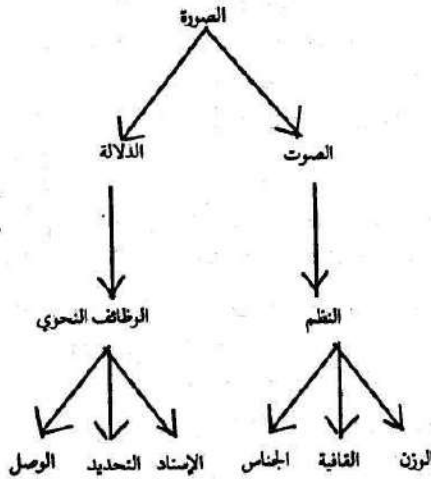 الصورة
الصوت الدلالة
النظم الوظائف النحوي
الوزن القافية الجناس الإسناد التحديد الوصل